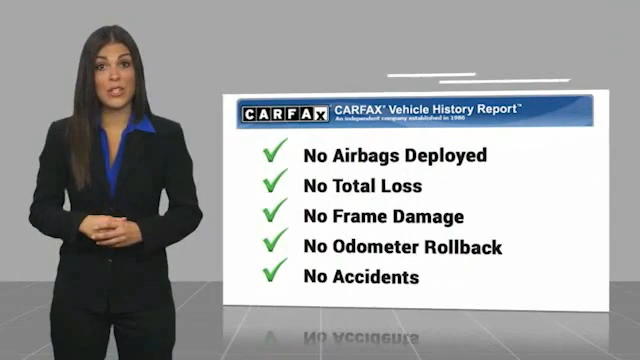 CARFAX CARFAX® Vehicle History Report™
An independent company established in 1986
No Airbags Deployed
No Total Loss
No Frame Damage
No Odometer Rollback
No Accidents